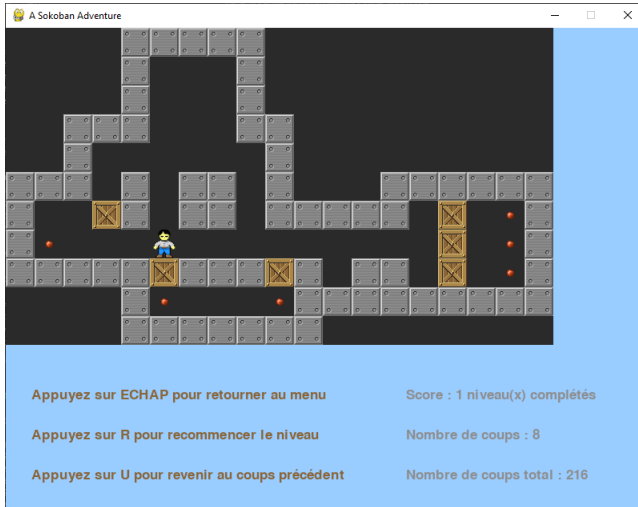 A Sokoban Adventure
Appuyez sur ECHAP pour retourner au menu
Score : 1 niveau(x) complétés
Appuyez sur R pour recommencer le niveau
Nombre de coups : 8
Appuyez sur U pour revenir au coups précédent
Nombre de coups total : 216